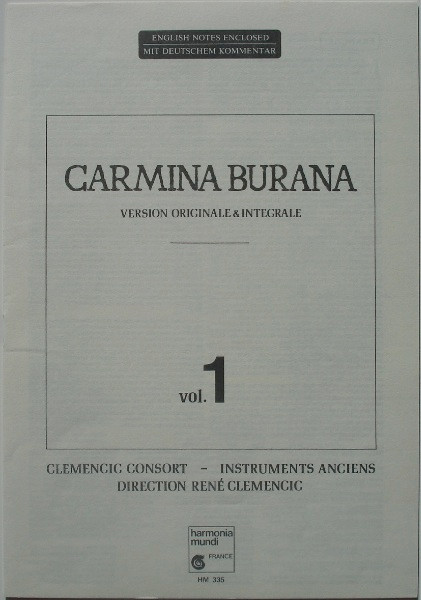 ENGLISH NOTES ENCLOSED
MIT DEUTSCHEM KOMMENTAR
CARMINA BURANA
VERSION ORIGINALE & INTEGRALE
vol. 1
CLEMENCIC CONSORT - INSTRUMENTS ANCIENS
DIRECTION RENÉ CLEMENCIC
harmonia
mundi
FRANCE
HM 335